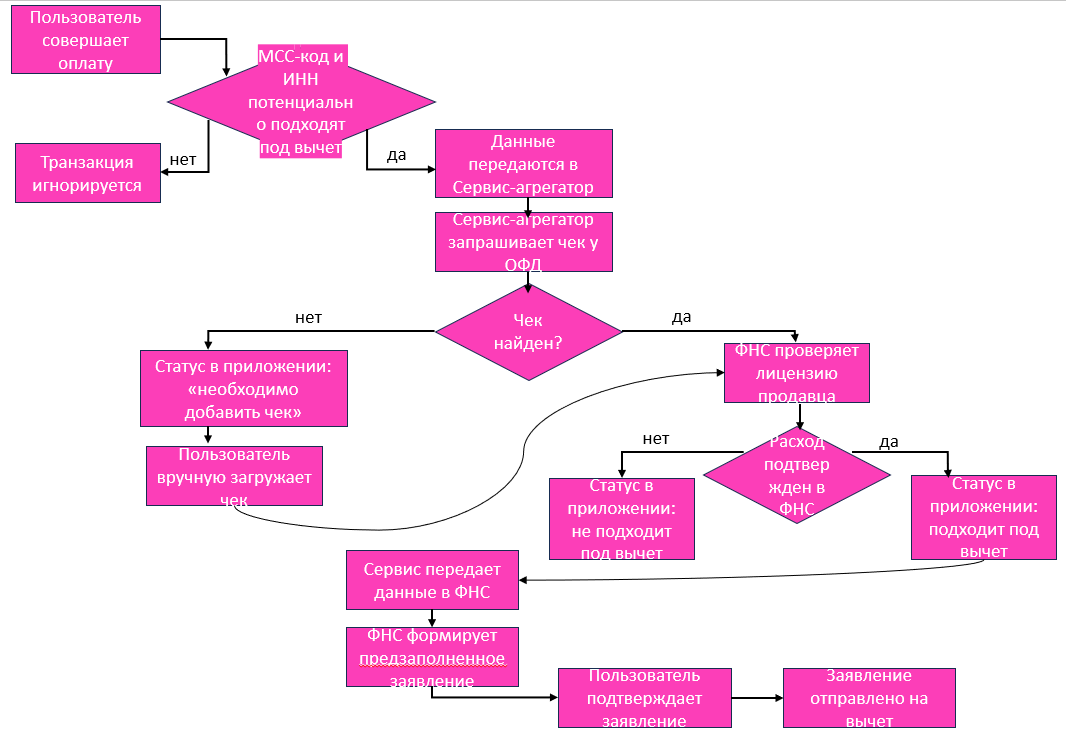 Пользователь
совершает
оплату
MCC-код и
ИНН
потенциальн
о подходят
под вычет
Транзакция
игнорируется
нет
да
Данные
передаются в
Сервис-агрегатор
Сервис-агрегатор
запрашивает чек у
ОФД
Чек
найден?
нет
да
Статус в приложении:
«необходимо
добавить чек»
Пользователь
вручную загружает
чек
ФНС проверяет
лицензию
продавца
Расход
подтвер
жден в
ФНС
нет
да
Статус в
приложении:
не подходит
под вычет
Статус в
приложении:
подходит под
вычет
Сервис передает
данные в ФНС
ФНС формирует
предзаполненное
заявление
Пользователь
подтверждает
заявление
Заявление
отправлено на
вычет